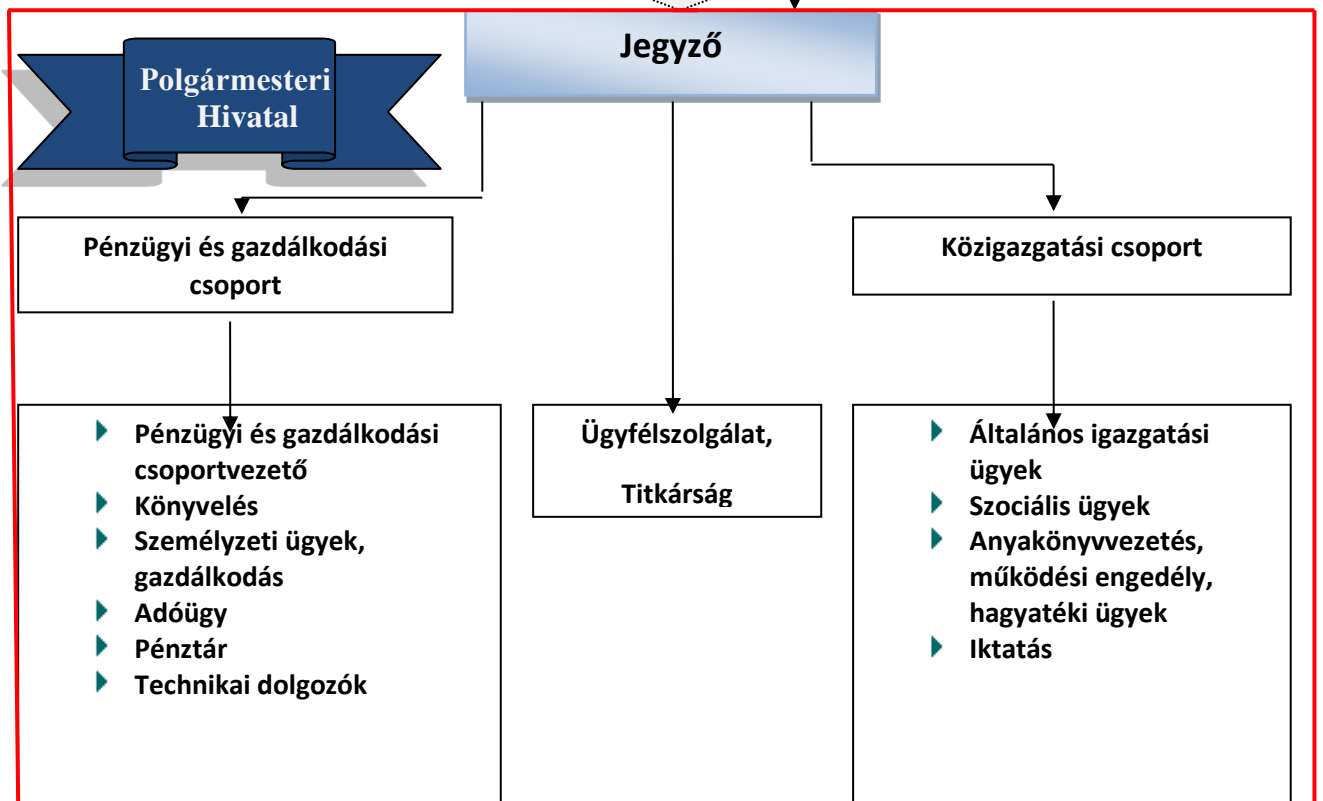 Jegyző
Polgármesteri
Hivatal
Pénzügyi és gazdálkodási
csoport
Közigazgatási csoport
Pénzügyi és gazdálkodási
csoportvezető
Könyvelés
Személyzeti ügyek,
gazdálkodás
Adóügy
Pénztár
Technikai dolgozók
Ügyfélszolgálat,
Titkárság
Általános igazgatási
ügyek
Szociális ügyek
Anyakönyvvezetés,
működési engedély,
hagyatéki ügyek
Iktatás